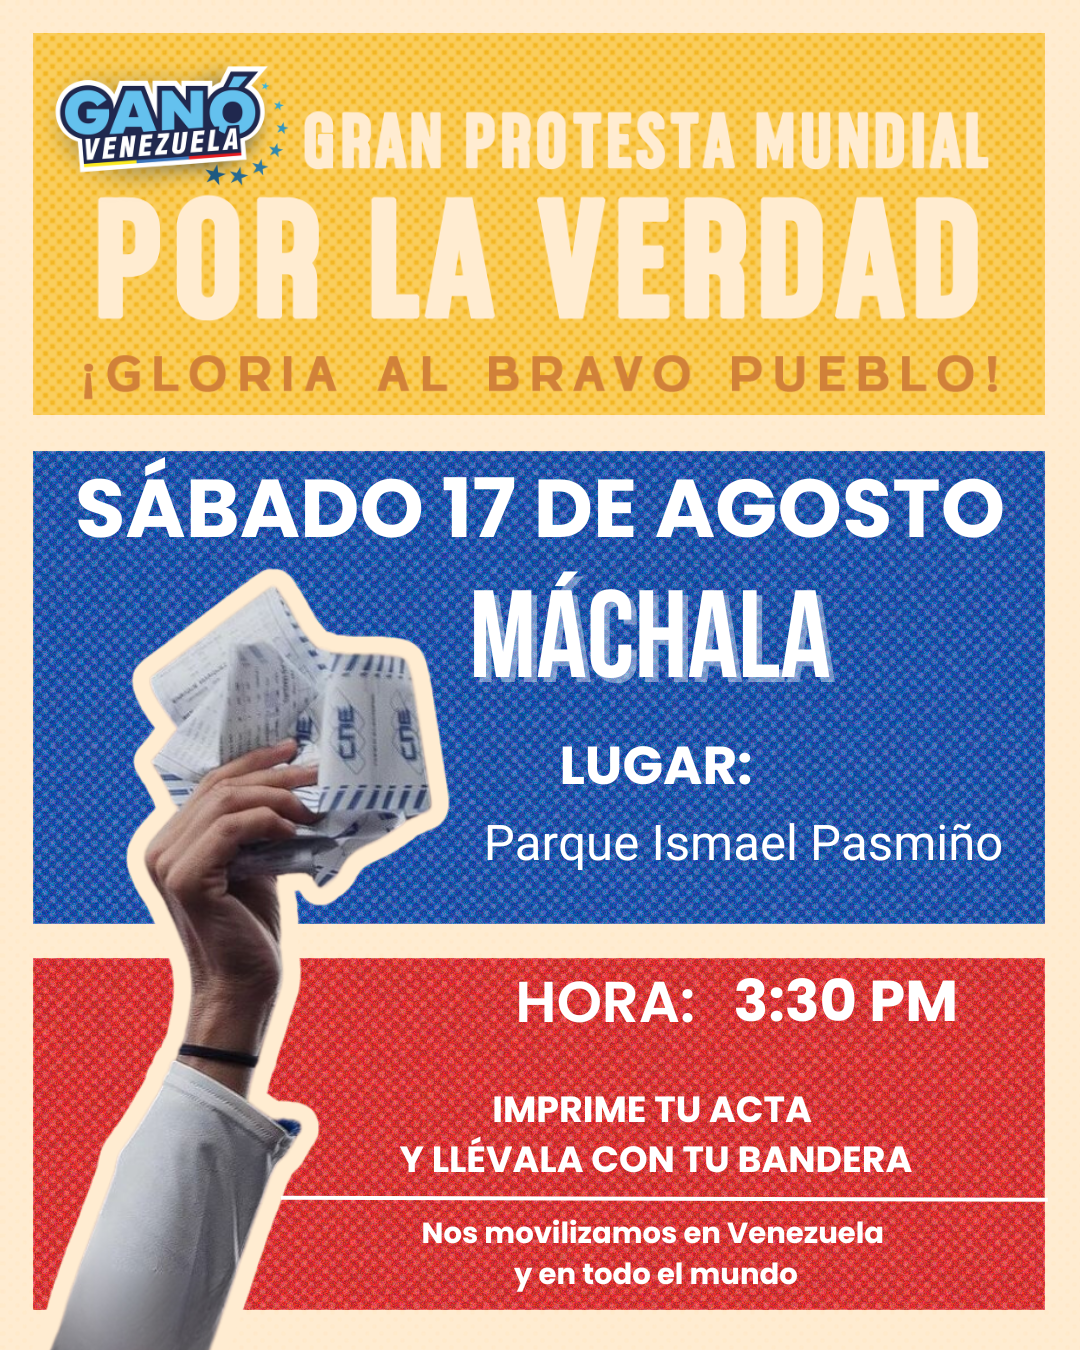 GANÓ
VENEZUELA
GRAN PROTESTA MUNDIAL
POR LA VERDAD
¡GLORIA AL BRAVO PUEBLO!
SÁBADO 17 DE AGOSTO
MÁCHALA
CNE
CNE
LUGAR:
Parque Ismael Pasmiño
HORA: 3:30 PM
IMPRIME TU ACTA
Y LLÉVALA CON TU BANDERA
Nos movilizamos en Venezuela
y en todo el mundo